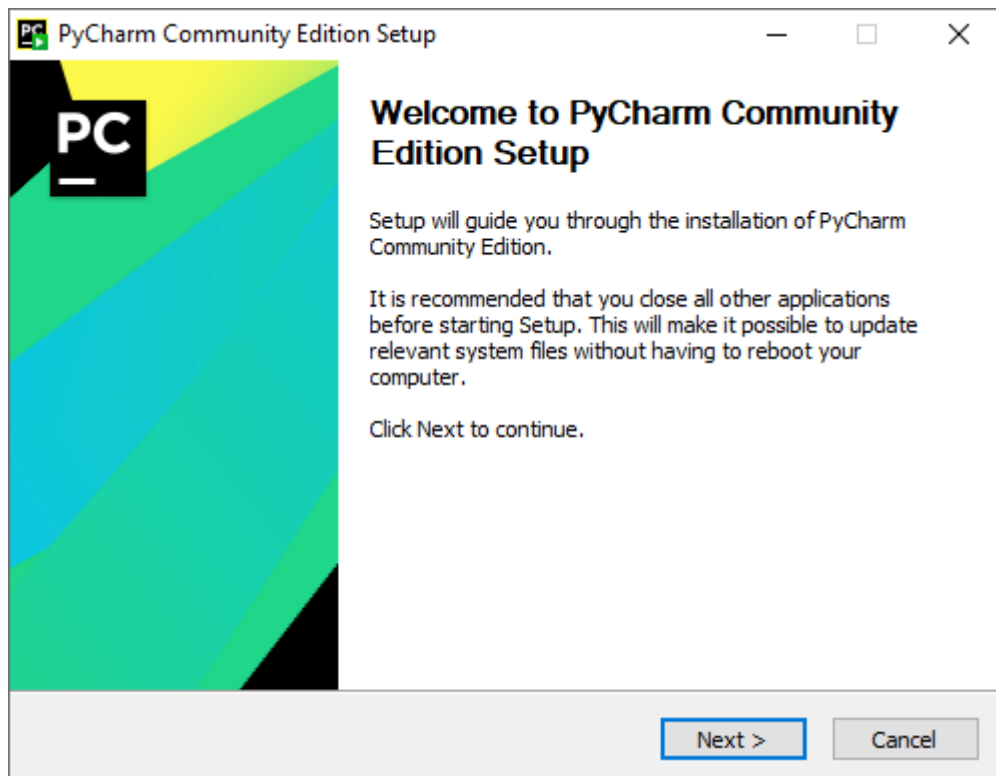 PyCharm Community Edition Setup
PC
Welcome to PyCharm Community
Edition Setup
Setup will guide you through the installation of PyCharm
Community Edition.
It is recommended that you close all other applications
before starting Setup. This will make it possible to update
relevant system files without having to reboot your
computer.
Click Next to continue.
Next >
Cancel